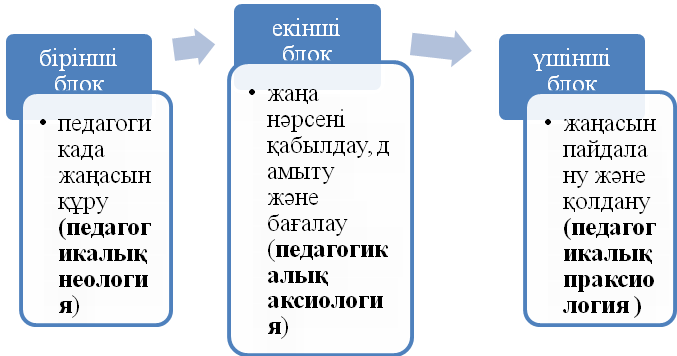 бірінші
блок
• педагоги
када
жаңасын
құру
(педагог
икалық
неологи
я)
екінші
блок
• жаңа
нәрсені
қабылдау, д
амыту
және
бағалау
(педагогик
алық
аксиологи
я)
үшінші
блок
• жаңасын
пайдала
ну және
қолдану
(педагог
икалық
праксио
логия )